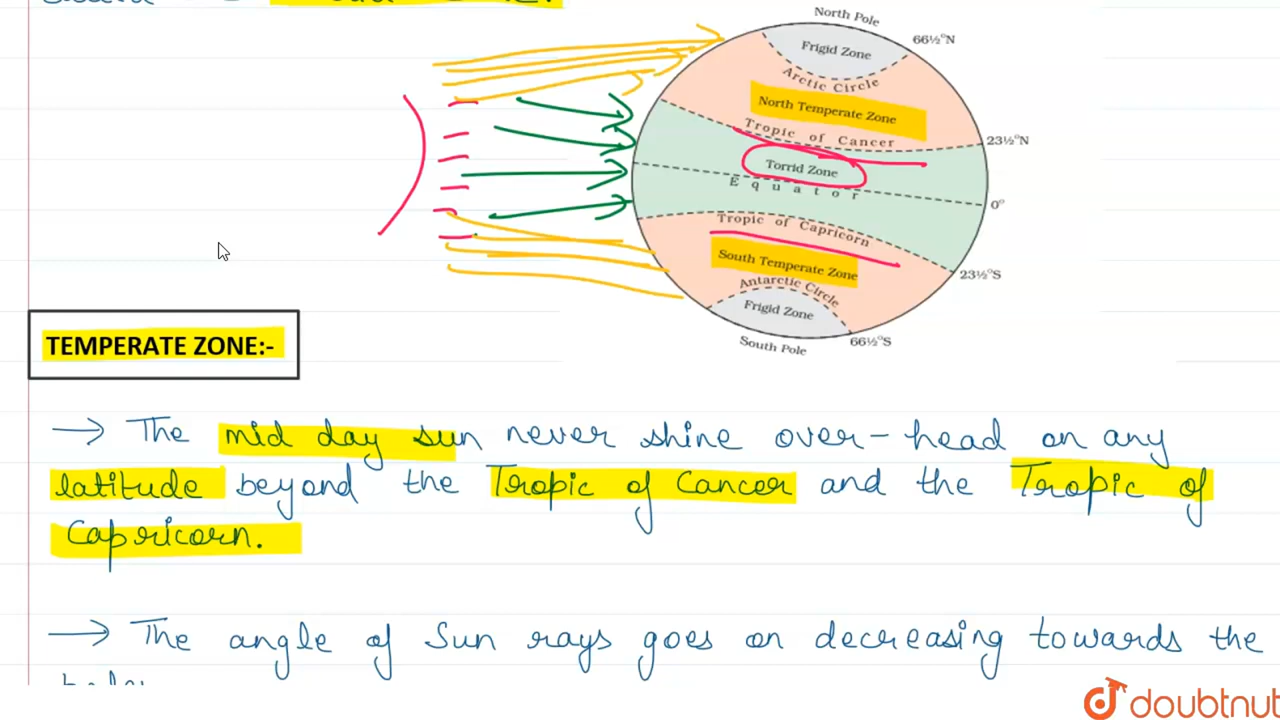 North Pole
66½°N
Frigid Zone
Arctic Circle
North Temperate Zone
Tropic of Cancer
23½°N
Torrid Zone
Equator
0°
Tropic of Capricorn
South Temperate Zone
23½°S
Antarctic Circle
Frigid Zone
South Pole
66½°S
TEMPERATE ZONE:-
→ The mid day sun never shine over-head on any
latitude beyond the Tropic of Cancer and the Tropic of
Capricorn.
→ The angle of Sun rays goes on decreasing towards the
doubtnut